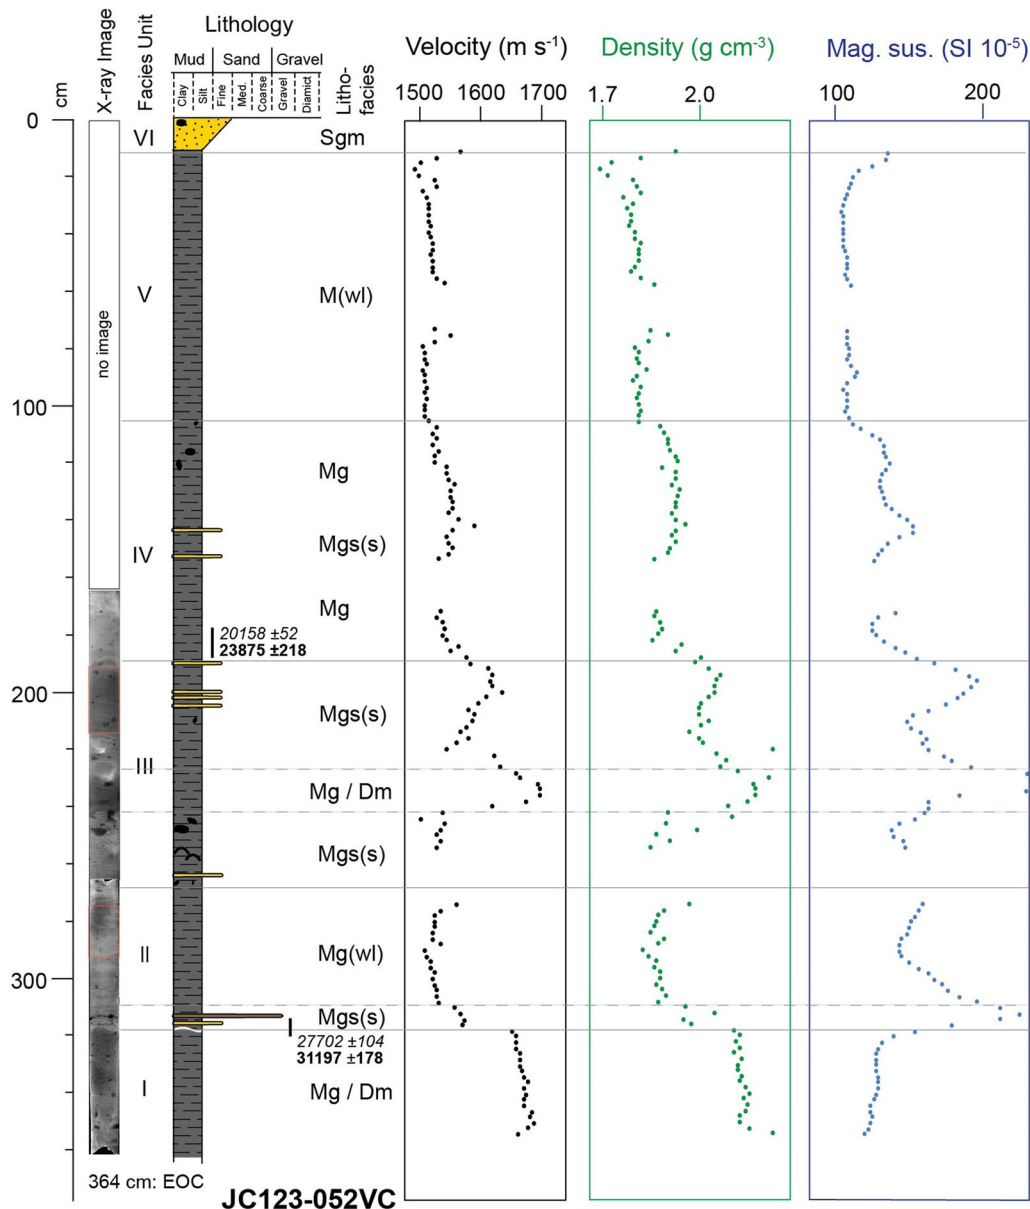 X-ray Image
Facies Unit
Lithology
Mud Sand Gravel
Clay
Silt
Fine
Med.
Coarse
Gravel
Diamict
Litho-
facies
Velocity (m s⁻¹)
1500 1600 1700
Density (g cm⁻³)
1.7 2.0
Mag. sus. (SI 10⁻⁵)
100 200
cm
0
100
200
300
no image
VI
V
IV
III
II
I
Sgm
M(wl)
Mg
Mgs(s)
Mg
Mgs(s)
Mg / Dm
Mgs(s)
Mg(wl)
Mgs(s)
Mg / Dm
20158 ±52
23875 ±218
27702 ±104
31197 ±178
364 cm: EOC
JC123-052VC